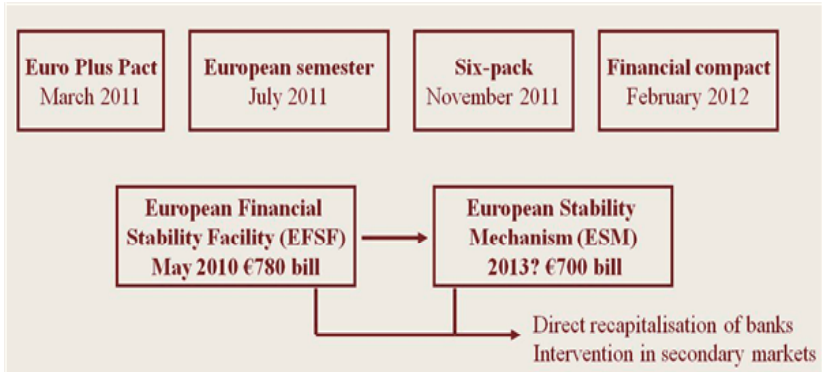 Euro Plus Pact
March 2011
European semester
July 2011
Six-pack
November 2011
Financial compact
February 2012
European Financial
Stability Facility (EFSF)
May 2010 €780 bill
European Stability
Mechanism (ESM)
2013? €700 bill
Direct recapitalisation of banks
Intervention in secondary markets